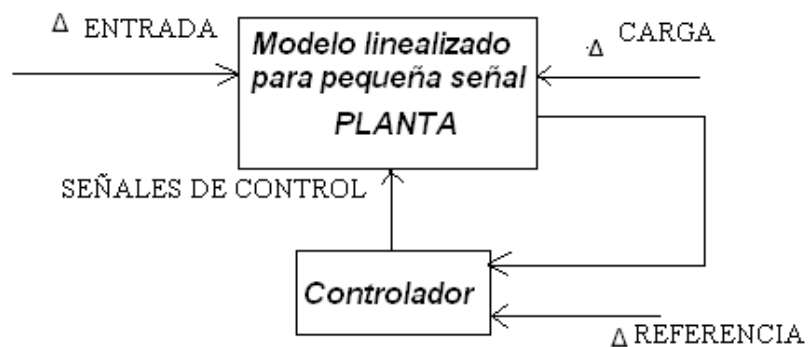 Δ ENTRADA
Modelo linealizado
para pequeña señal
PLANTA
Δ CARGA
SEÑALES DE CONTROL
Controlador
Δ REFERENCIA